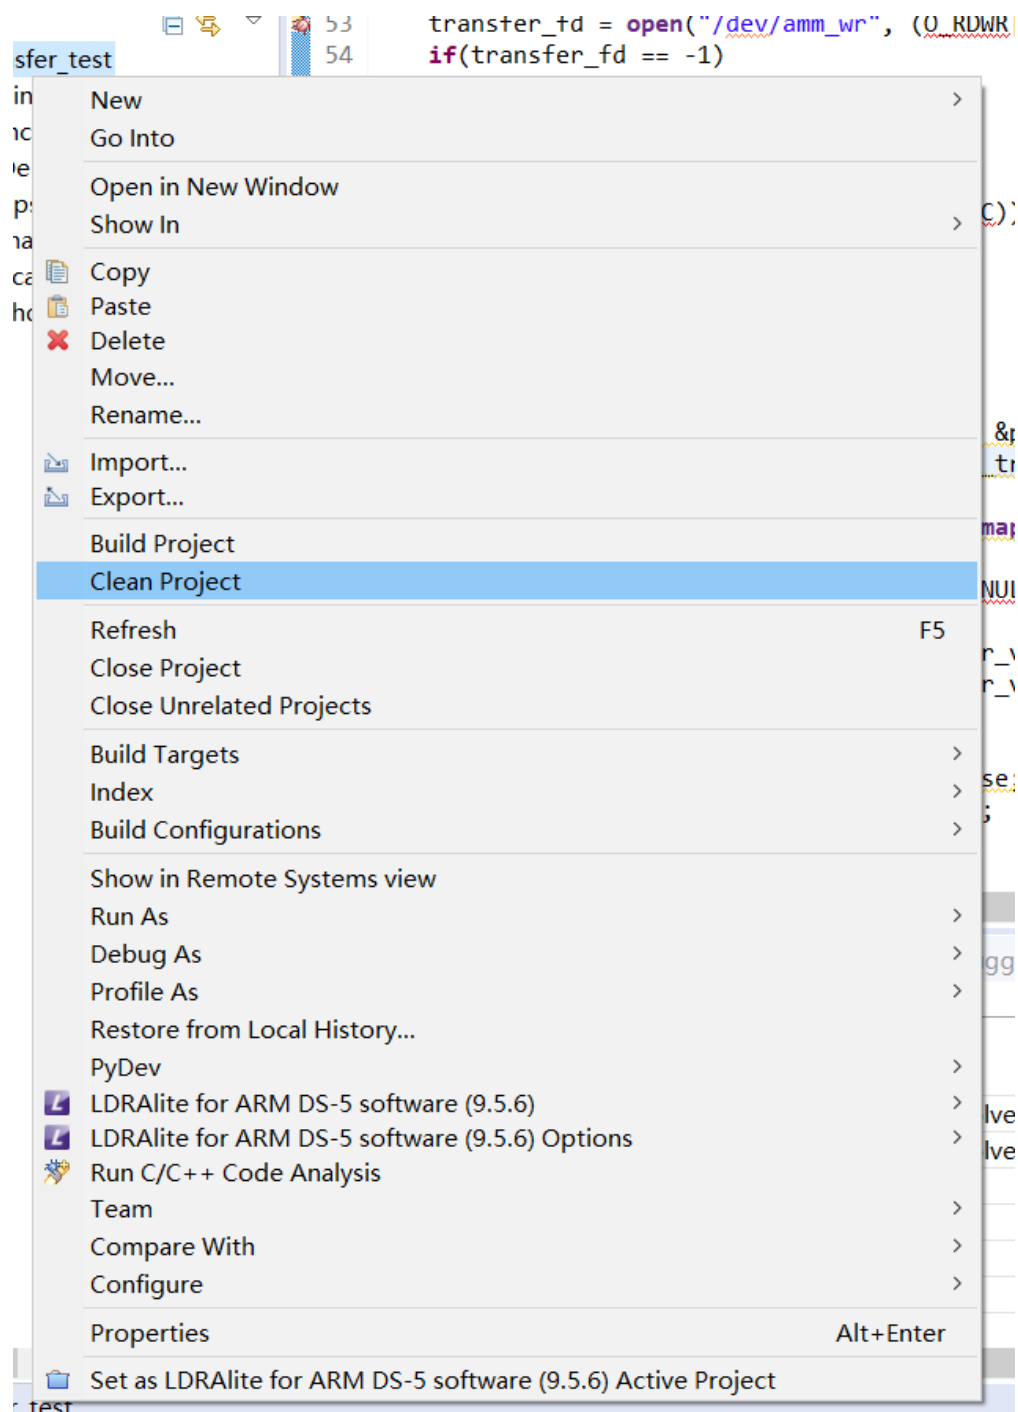 53 transfer_fd = open("/dev/amm_wr", (O_RDWR
sfer_test
54 if(transfer_fd == -1)
New
Go Into
Open in New Window
Show In
C))
Copy
Paste
Delete
Move...
Rename...
Import...
Export...
Build Project
Clean Project
Refresh F5
Close Project
Close Unrelated Projects
Build Targets
Index
Build Configurations
Show in Remote Systems view
Run As
Debug As
Profile As
Restore from Local History...
PyDev
LDRAlite for ARM DS-5 software (9.5.6)
LDRAlite for ARM DS-5 software (9.5.6) Options
Run C/C++ Code Analysis
Team
Compare With
Configure
Properties Alt+Enter
Set as LDRAlite for ARM DS-5 software (9.5.6) Active Project